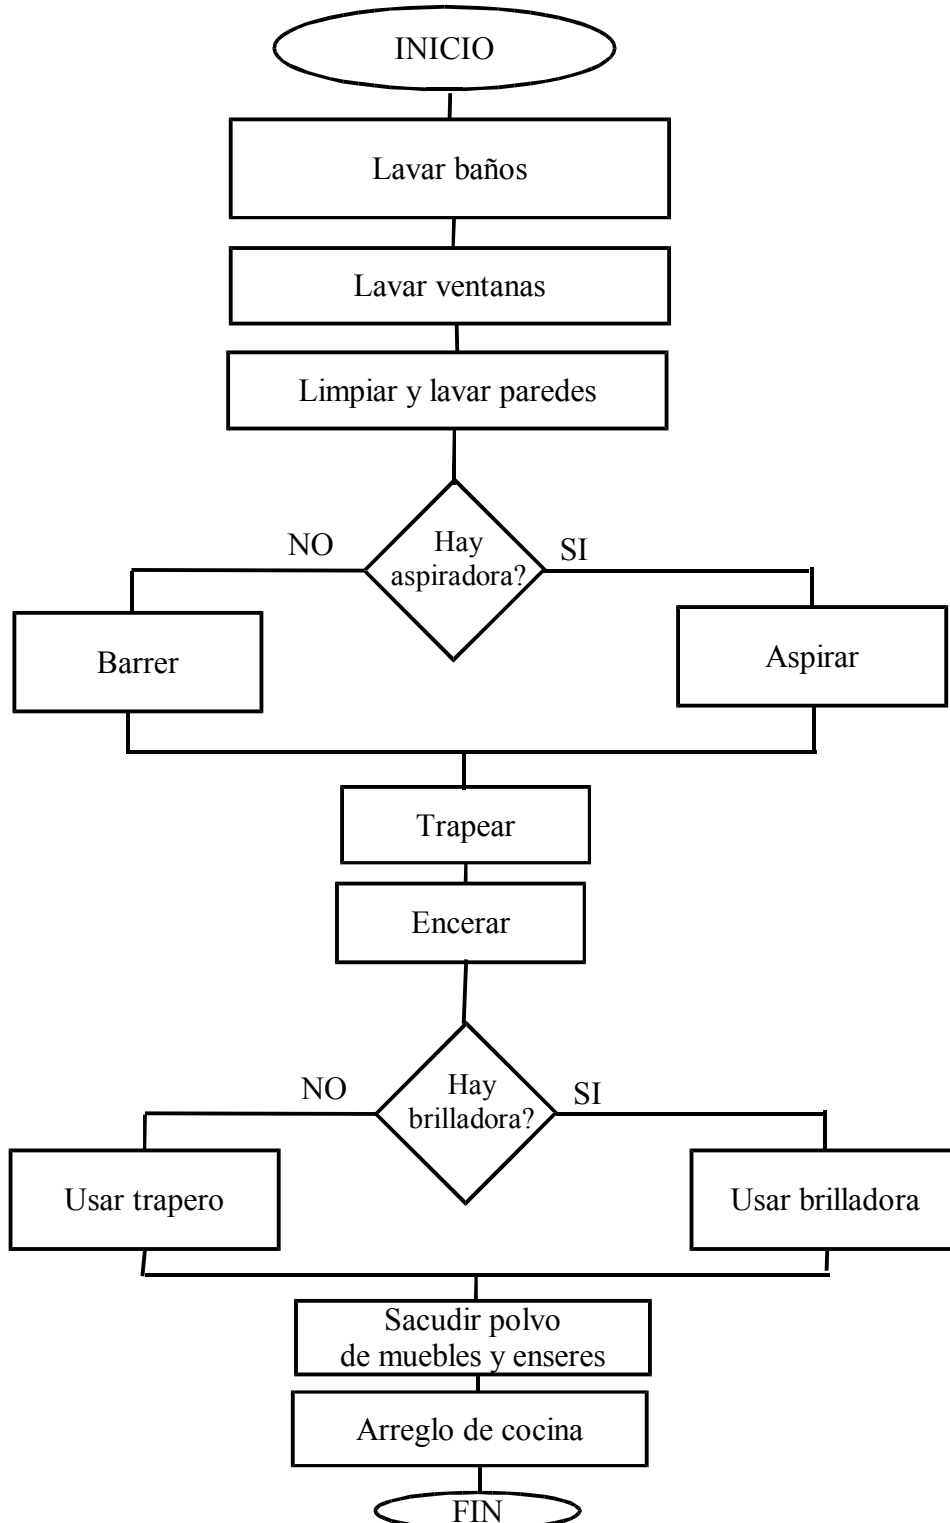 INICIO
Lavar baños
Lavar ventanas
Limpiar y lavar paredes
NO
Hay
aspiradora?
SI
Barrer
Aspirar
Trapear
Encerar
NO
Hay
brilladora?
SI
Usar trapero
Usar brilladora
Sacudir polvo
de muebles y enseres
Arreglo de cocina
FIN